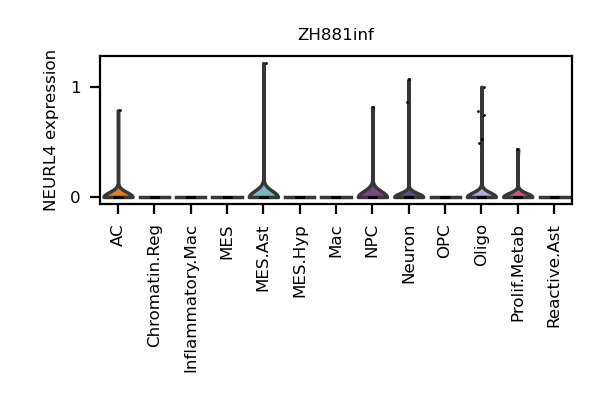 ZH881inf
NEURL4 expression
1
0
AC
Chromatin.Reg
Inflammatory.Mac
MES
MES.Ast
MES.Hyp
Mac
NPC
Neuron
OPC
Oligo
Prolif.Metab
Reactive.Ast